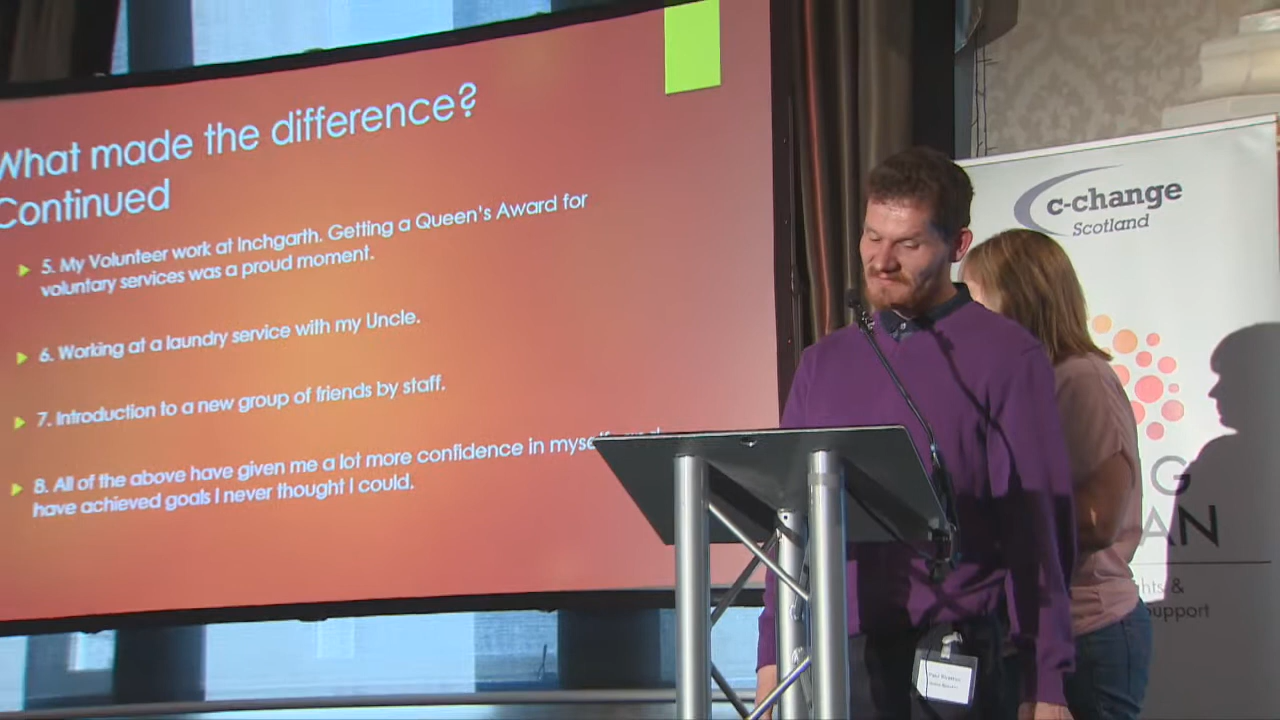 What made the difference?
Continued
5. My Volunteer work at Inchgarth. Getting a Queen's Award for
voluntary services was a proud moment.
6. Working at a laundry service with my Uncle.
7. Introduction to a new group of friends by staff.
8. All of the above have given me a lot more confidence in myself
have achieved goals I never thought I could.
c-change
Scotland
G
AN
&